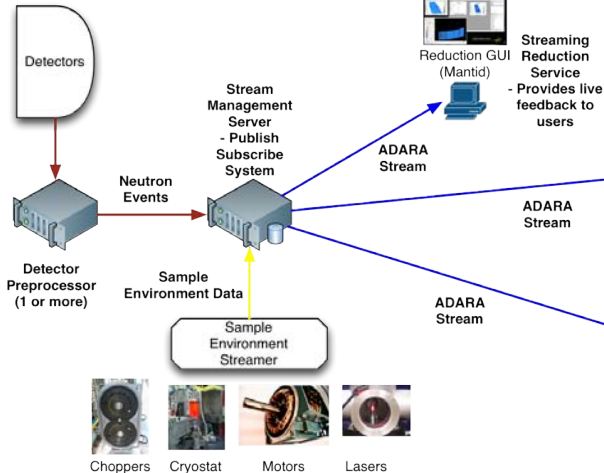 Detectors
Reduction GUI
(Mantid)
Streaming
Reduction
Service
- Provides live
feedback to
users
Stream
Management
Server
- Publish
Subscribe
System
ADARA
Stream
Neutron
Events
ADARA
Stream
Detector
Preprocessor
(1 or more)
Sample
Environment Data
ADARA
Stream
Sample
Environment
Streamer
Choppers
Cryostat
Motors
Lasers